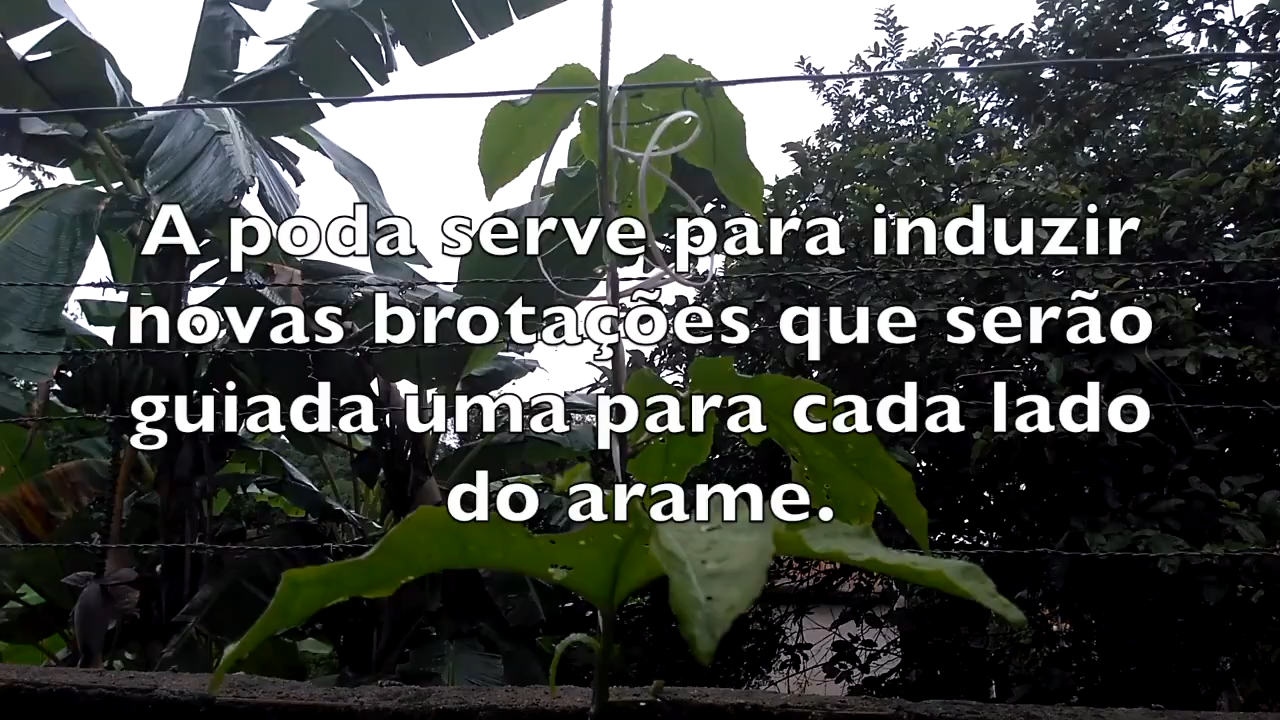 A poda serve para induzir
novas brotações que serão
guiada uma para cada lado
do arame.